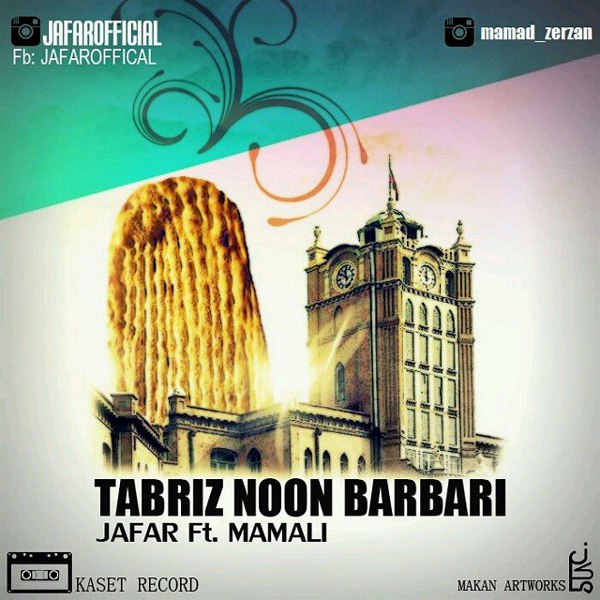 JAFAROFFICIAL
Fb: JAFAROFFICAL
mamad_zerzan
TABRIZ NOON BARBARI
JAFAR Ft. MAMALI
KASET RECORD
MAKAN ARTWORKS